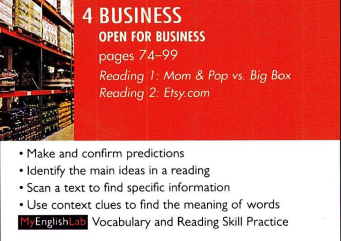 4 BUSINESS
OPEN FOR BUSINESS
pages 74–99
Reading 1: Mom & Pop vs. Big Box
Reading 2: Etsy.com
• Make and confirm predictions
• Identify the main ideas in a reading
• Scan a text to find specific information
• Use context clues to find the meaning of words
MyEnglishLab Vocabulary and Reading Skill Practice